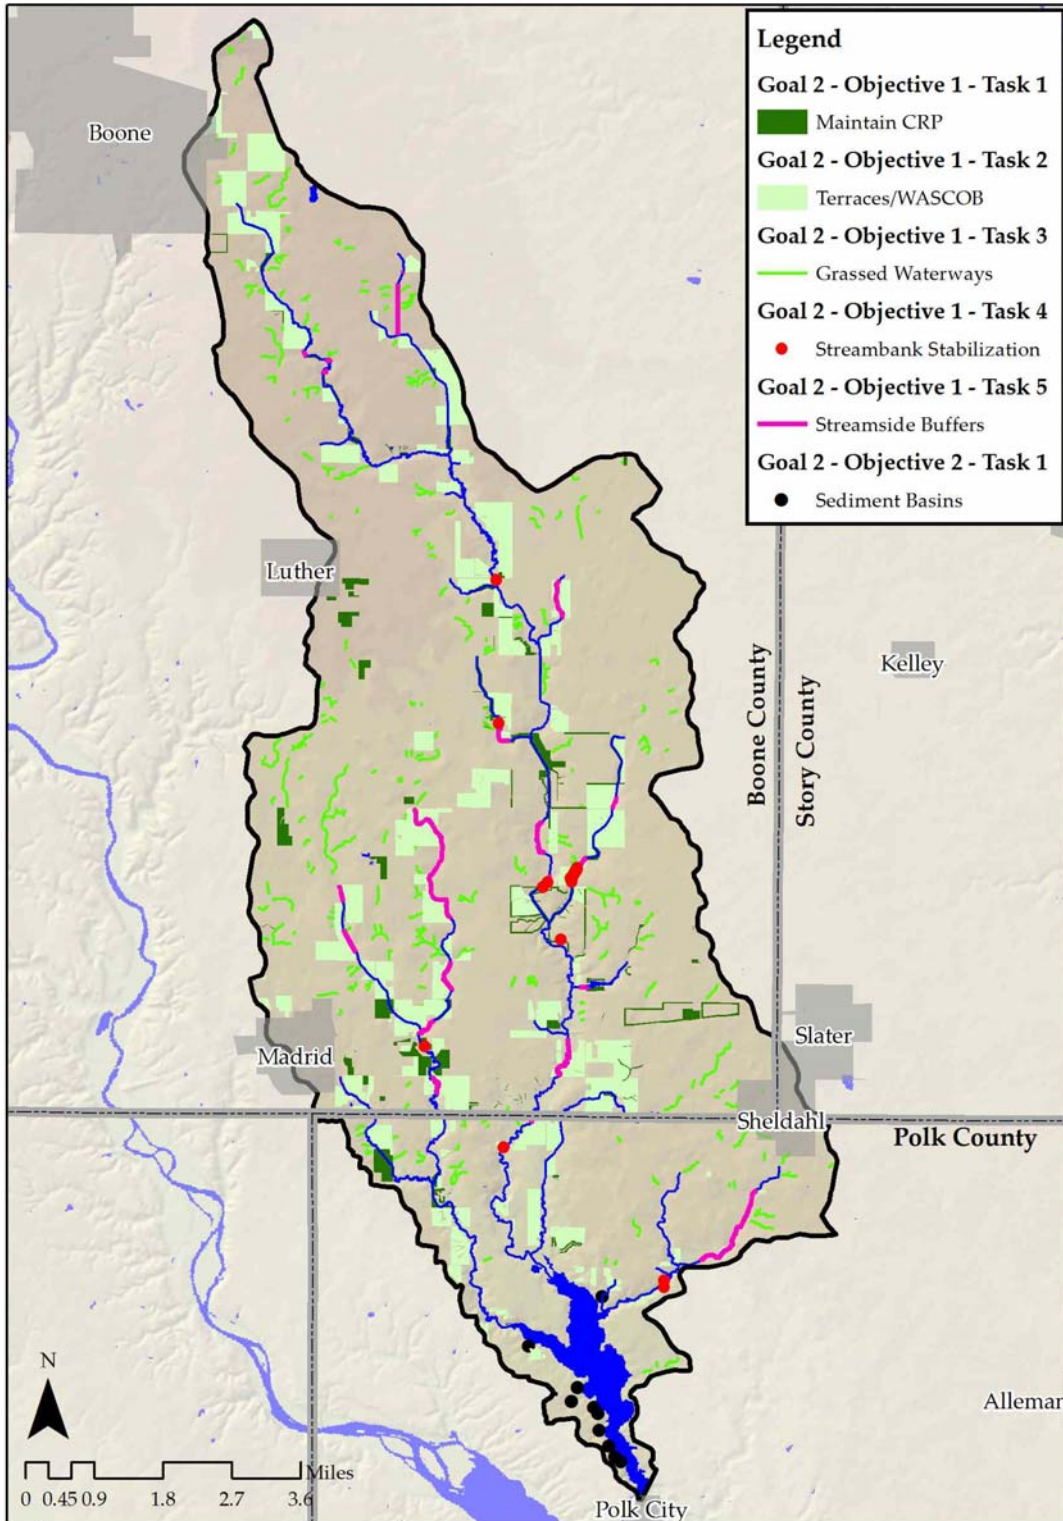 Legend
Goal 2 - Objective 1 - Task 1
Maintain CRP
Goal 2 - Objective 1 - Task 2
Terraces/WASCOB
Goal 2 - Objective 1 - Task 3
Grassed Waterways
Goal 2 - Objective 1 - Task 4
Streambank Stabilization
Goal 2 - Objective 1 - Task 5
Streamside Buffers
Goal 2 - Objective 2 - Task 1
Sediment Basins
Boone
Luther
Kelley
Boone County
Story County
Slater
Madrid
Sheldahl
Polk County
N
Alleman
Miles
0 0.45 0.9 1.8 2.7 3.6
Polk City